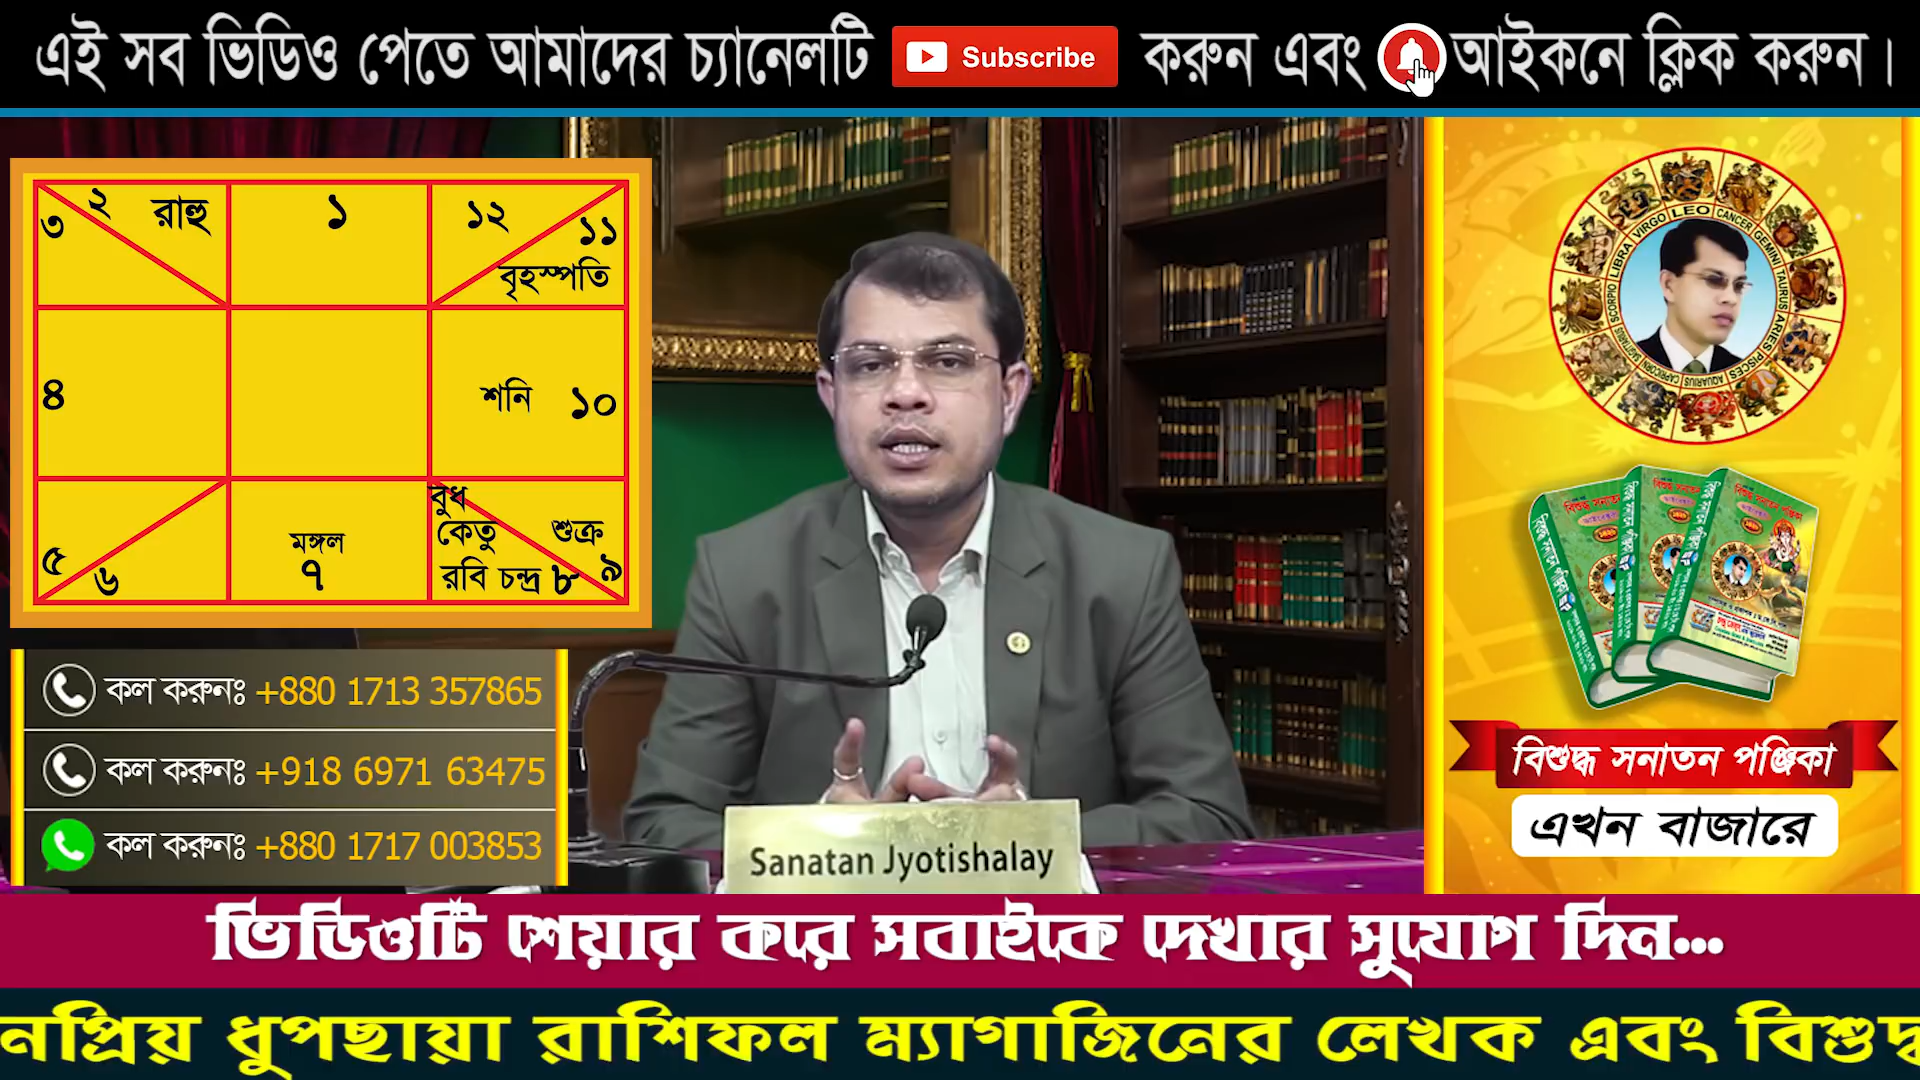 এই সব ভিডিও পেতে আমাদের চ্যানেলটি Subscribe করুন এবং আইকনে ক্লিক করুন।
৩ ২ রাহু ১ ১২ ১১
বৃহস্পতি
৪ শনি ১০
বুধ
কেতু শুক্র
মঙ্গল
৫ ৬ ৭ রবি চন্দ্র ৮ ৯
LEO CANCER GEMINI TAURUS ARIES PISCES AQUARIUS CAPRICORN SAGITTARIUS SCORPIO LIBRA VIRGO
কল করুনঃ +880 1713 357865
কল করুনঃ +918 6971 63475
কল করুনঃ +880 1717 003853
Sanatan Jyotishalay
বিশুদ্ধ সনাতন পঞ্জিকা
বিশুদ্ধ সনাতন পঞ্জিকা
এখন বাজারে
ভিডিওটি শেয়ার করে সবাইকে দেখার সুযোগ দিন...
নপ্রিয় ধুপছায়া রাশিফল ম্যাগাজিনের লেখক এবং বিশুদ্ধ